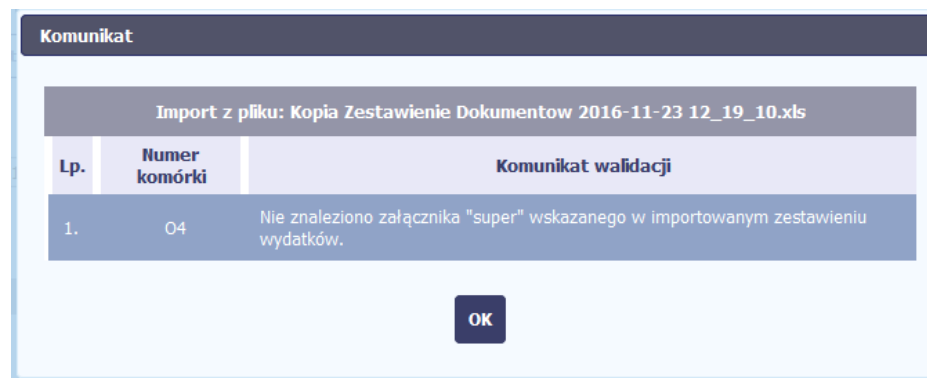 Komunikat
Import z pliku: Kopia Zestawienie Dokumentow 2016-11-23 12_19_10.xls
Lp.
Numer
komórki
Komunikat walidacji
1.
O4
Nie znaleziono załącznika "super" wskazanego w importowanym zestawieniu
wydatków.
OK